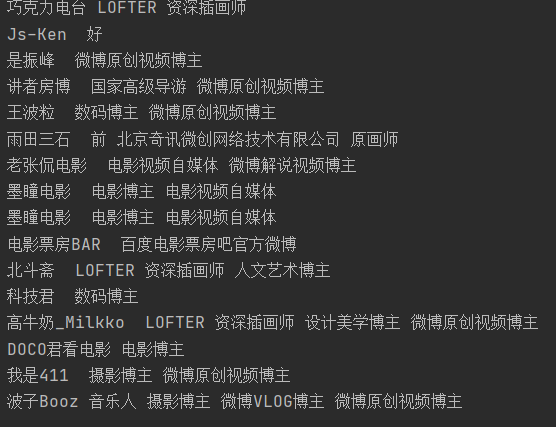 巧克力电台 LOFTER 资深插画师
Js-Ken  好
是振峰  微博原创视频博主
讲者房博  国家高级导游 微博原创视频博主
王波粒  数码博主 微博原创视频博主
雨田三石  前 北京奇讯微创网络技术有限公司 原画师
老张侃电影  电影视频自媒体 微博解说视频博主
墨瞳电影  电影博主 电影视频自媒体
墨瞳电影  电影博主 电影视频自媒体
电影票房BAR  百度电影票房吧官方微博
北斗斋  LOFTER 资深插画师 人文艺术博主
科技君  数码博主
高牛奶_Milkko  LOFTER 资深插画师 设计美学博主 微博原创视频博主
DOCO君看电影 电影博主
我是411  摄影博主 微博原创视频博主
波子Booz 音乐人 摄影博主 微博VLOG博主 微博原创视频博主